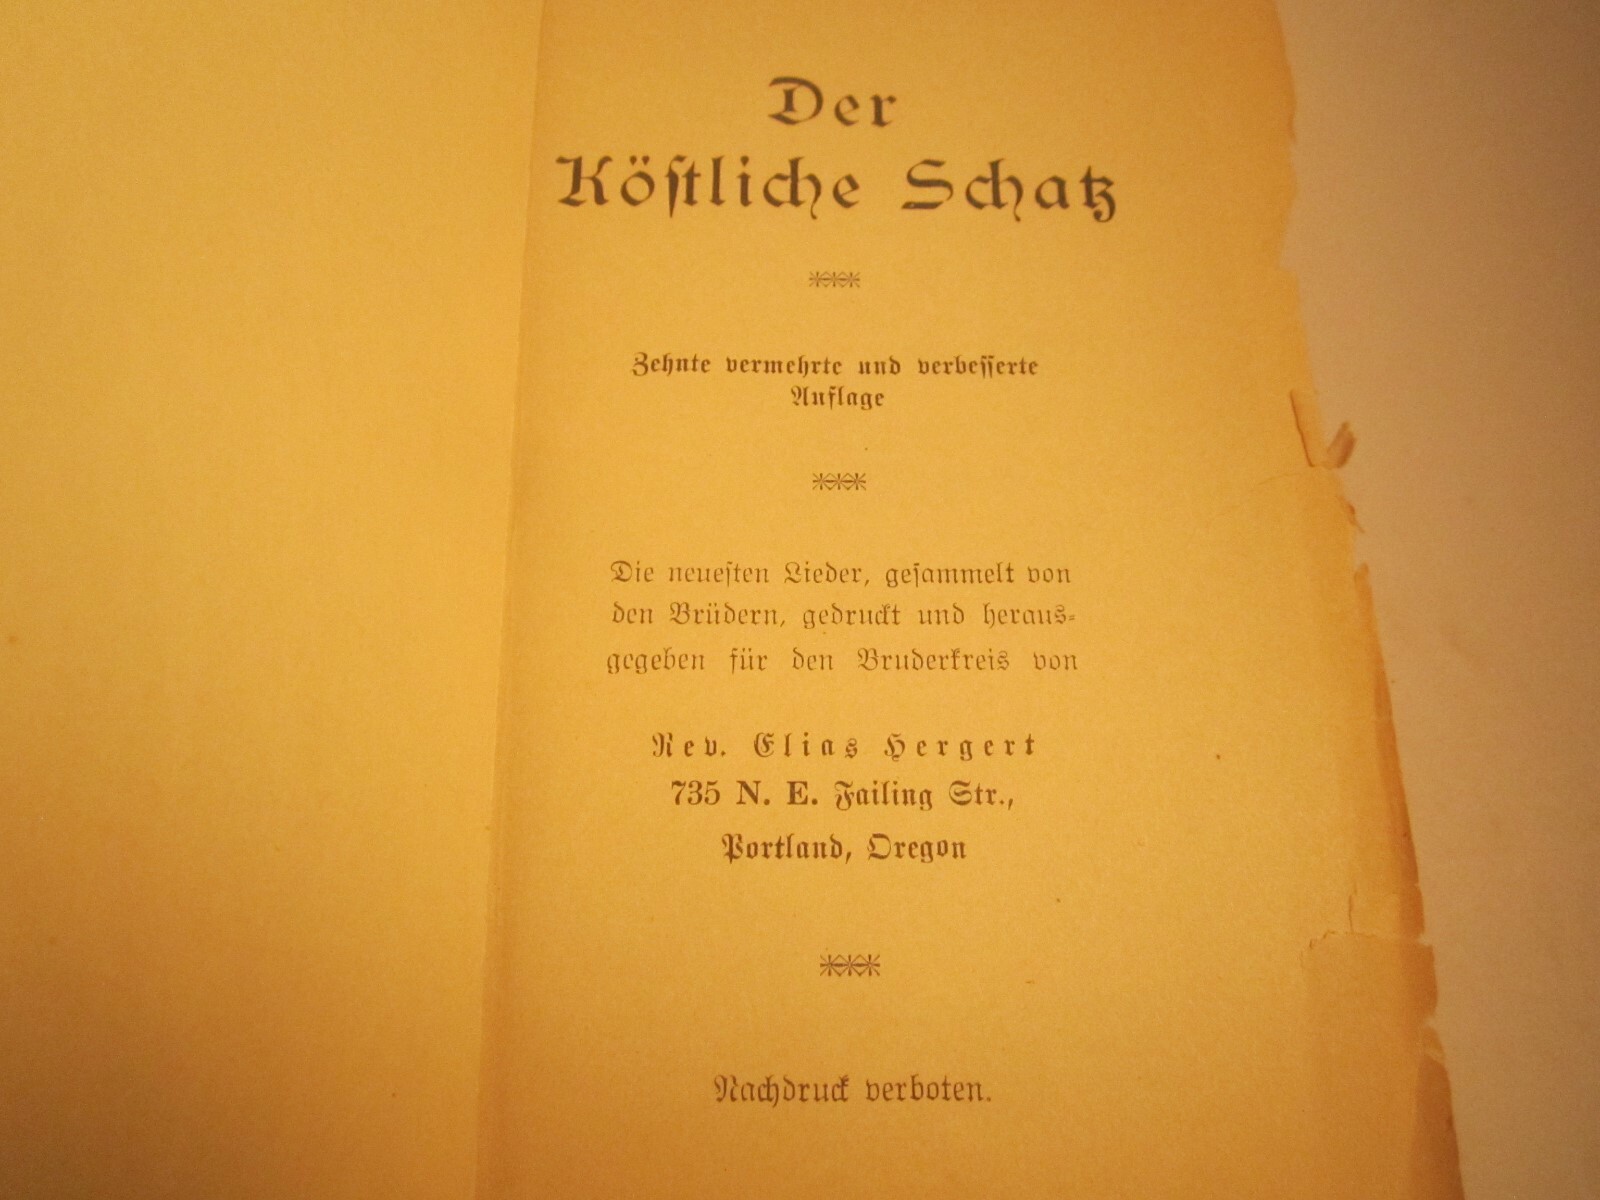 Der
Köſtliche Schatz
Zehnte vermehrte und verbeſſerte
Auflage
Die neueſten Lieder, geſammelt von
den Brüdern, gedruckt und heraus-
gegeben für den Bruderkreis von
Rev. Elias Hergert
735 N. E. Failing Str.,
Portland, Oregon
Nachdruck verboten.